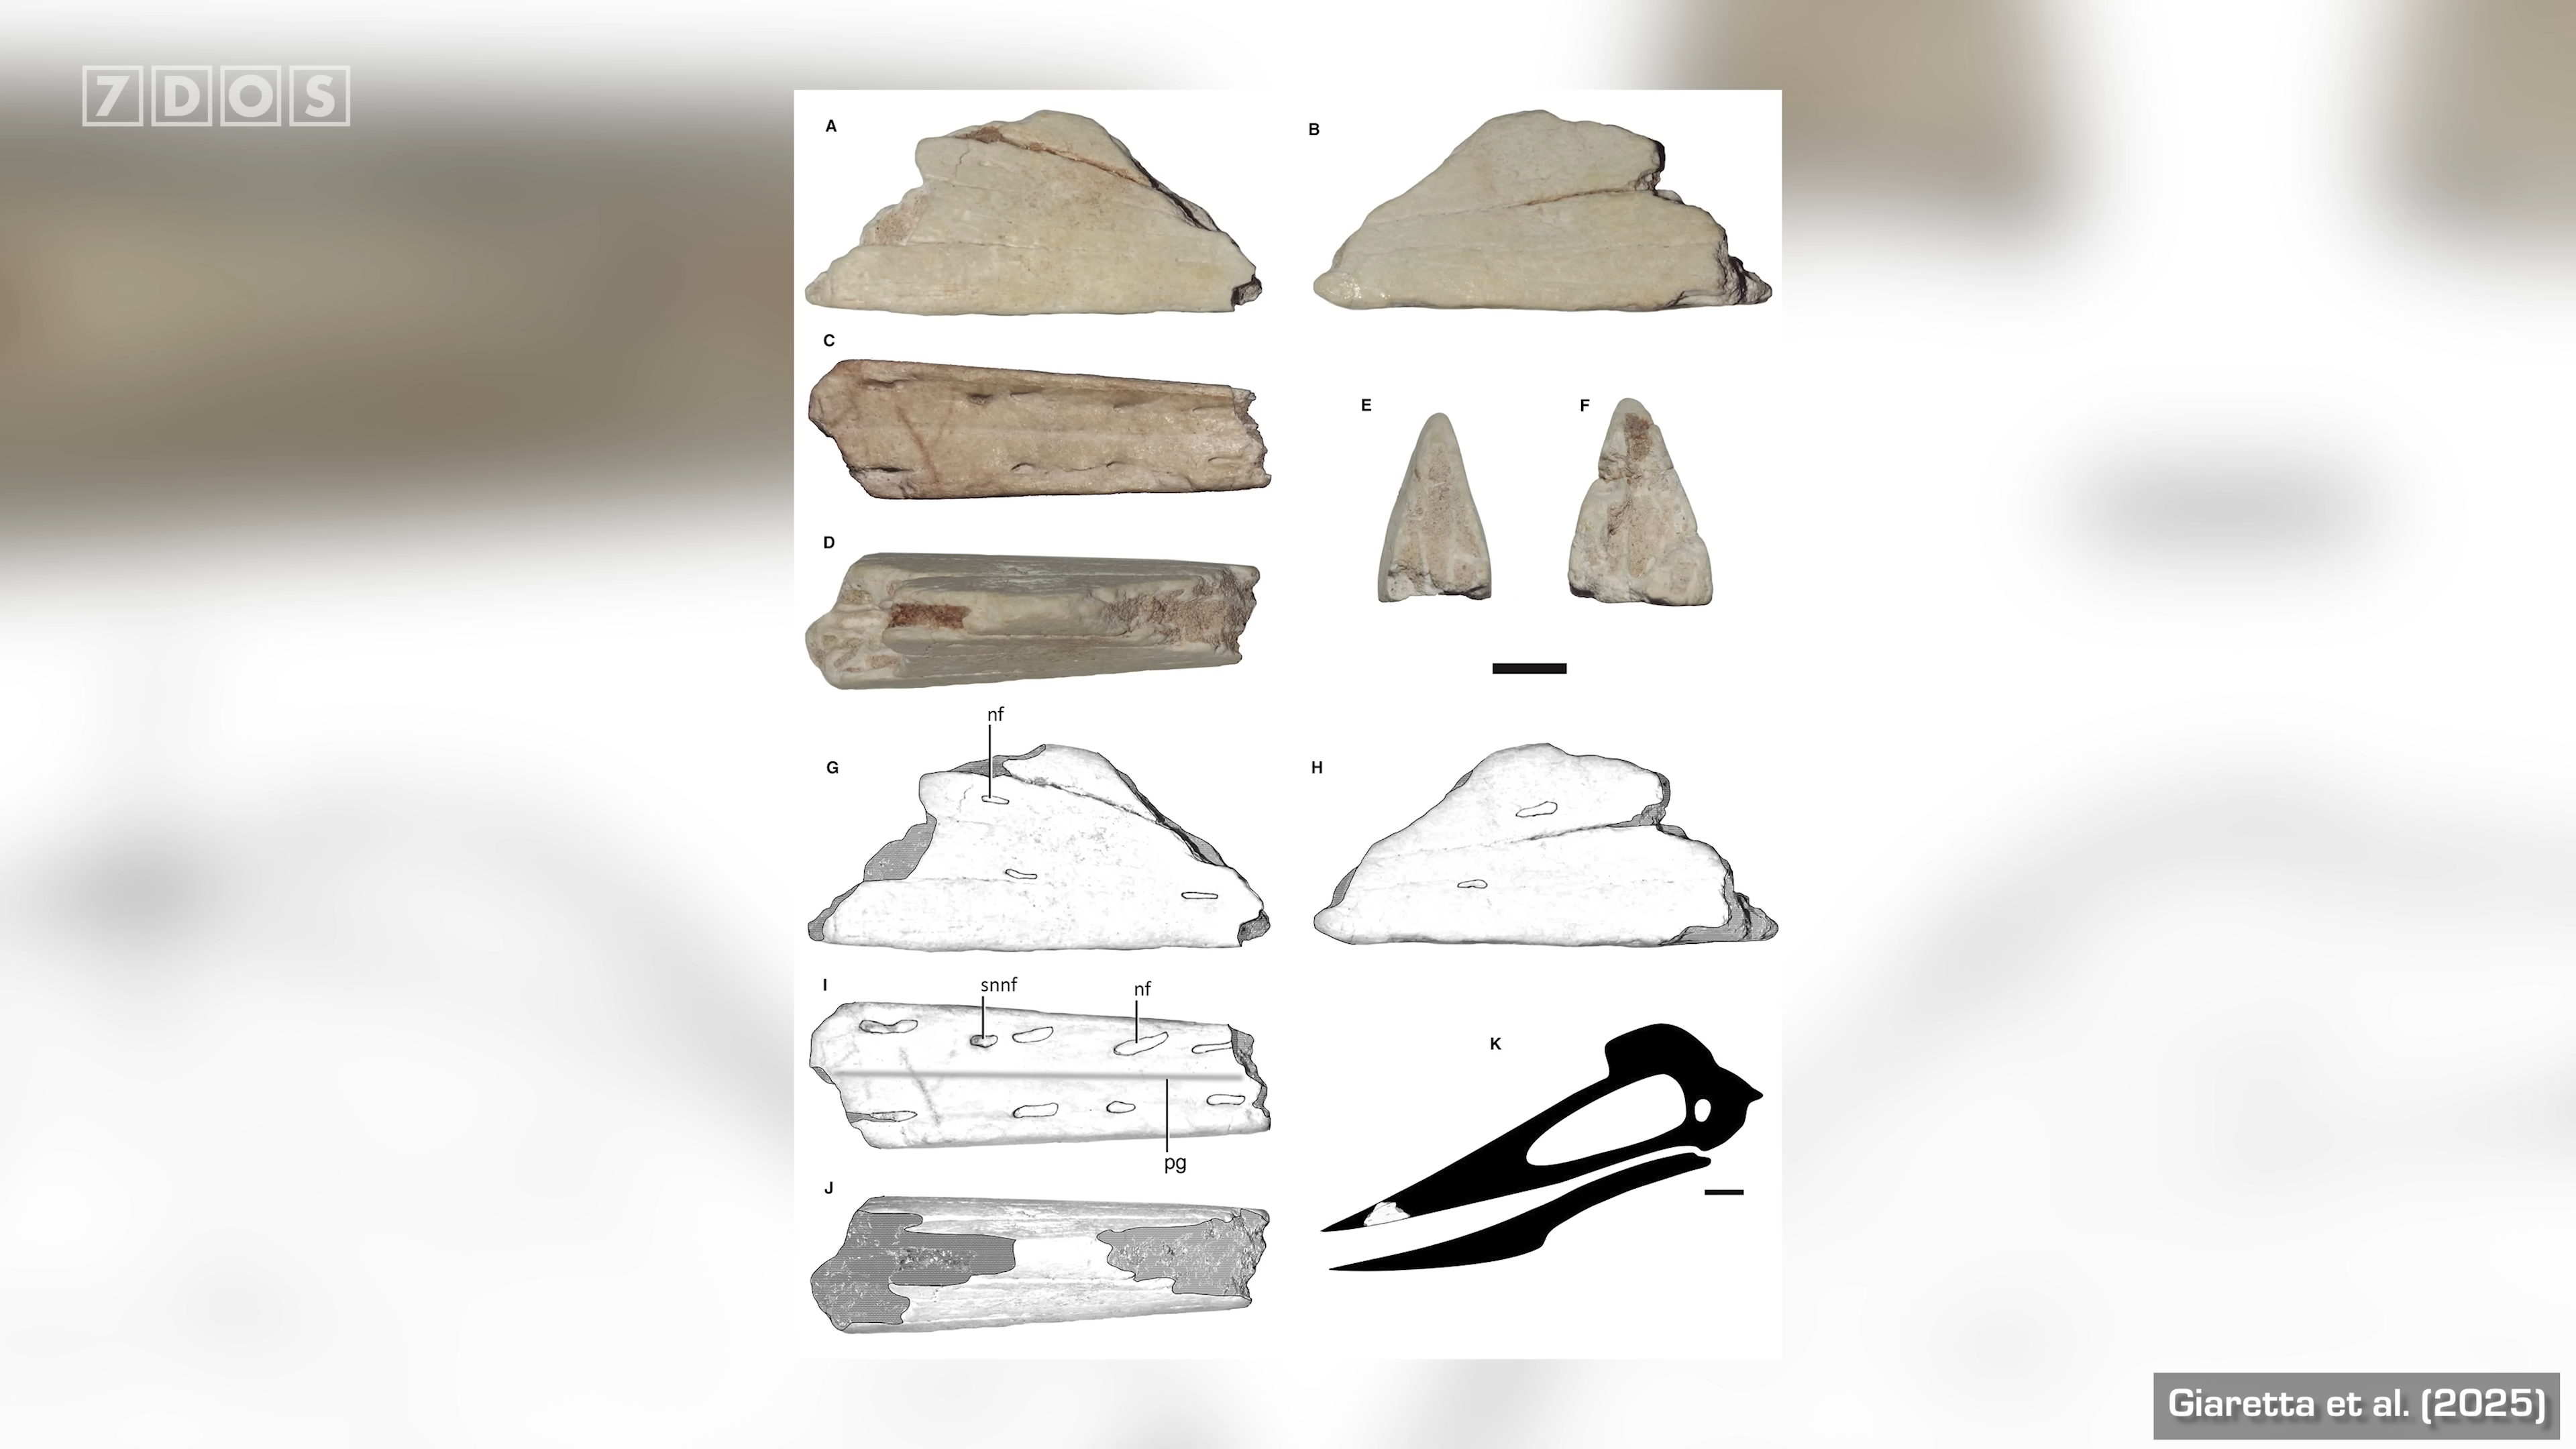 7DOS
A
B
C
E
F
D
nf
G
H
I
snnf
nf
K
pg
J
Giaretta et al. (2025)